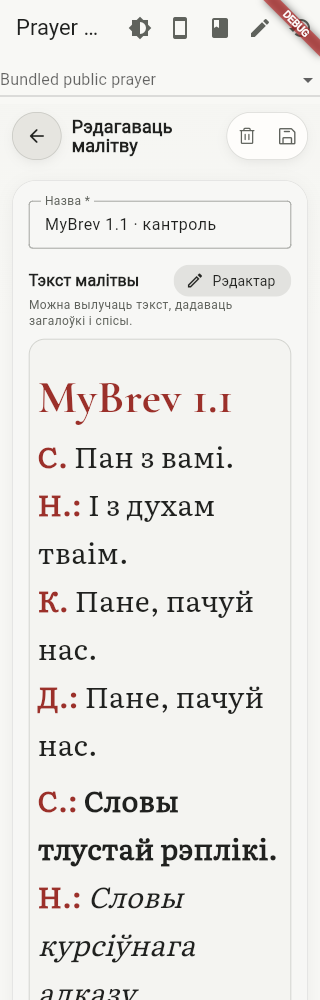 Prayer ...
DEBUG
Bundled public prayer
Рэдагаваць
малітву
Назва *
MyBrev 1.1 · кантроль
Тэкст малітвы
Рэдактар
Можна вылучаць тэкст, дадаваць
загалоўкі і спісы.
MyBrev 1.1
С. Пан з вамі.
Н.: І з духам
тваім.
К. Пане, пачуй
нас.
Д.: Пане, пачуй
нас.
С.: Словы
тлустай рэплікі.
Н.: Словы
курсіўнага
адказу